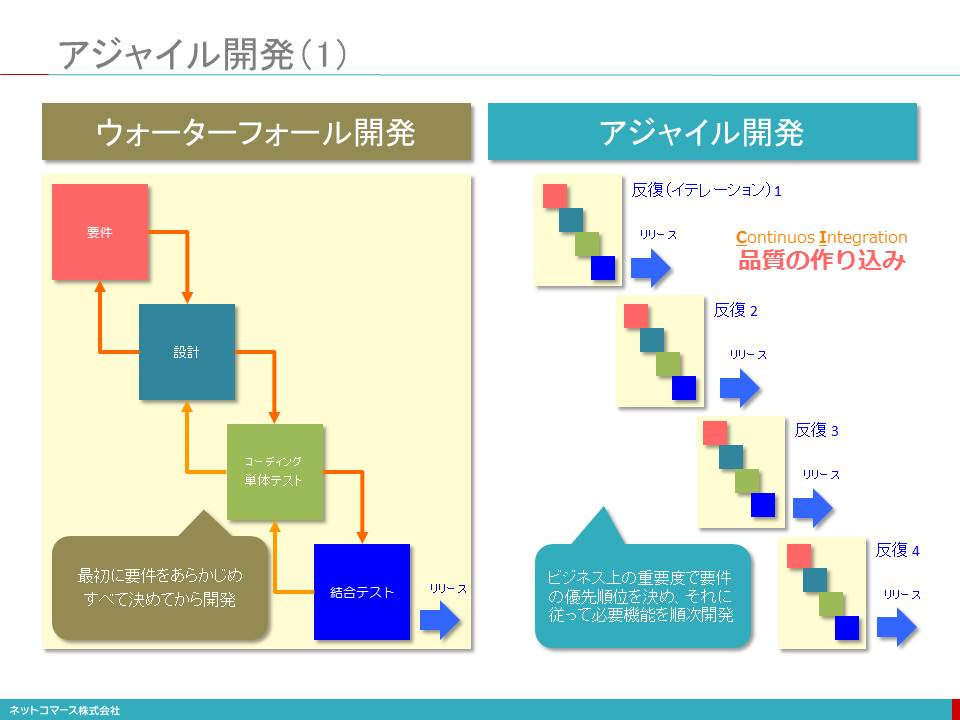 アジャイル開発（1）
ウォーターフォール開発
要件
設計
コーディング
単体テスト
結合テスト
リリース
最初に要件をあらかじめ
すべて決めてから開発
アジャイル開発
反復（イテレーション）1
リリース
Continuos Integration
品質の作り込み
反復 2
リリース
反復 3
リリース
反復 4
リリース
ビジネス上の重要度で要件
の優先順位を決め、それに
従って必要機能を順次開発
ネットコマース株式会社